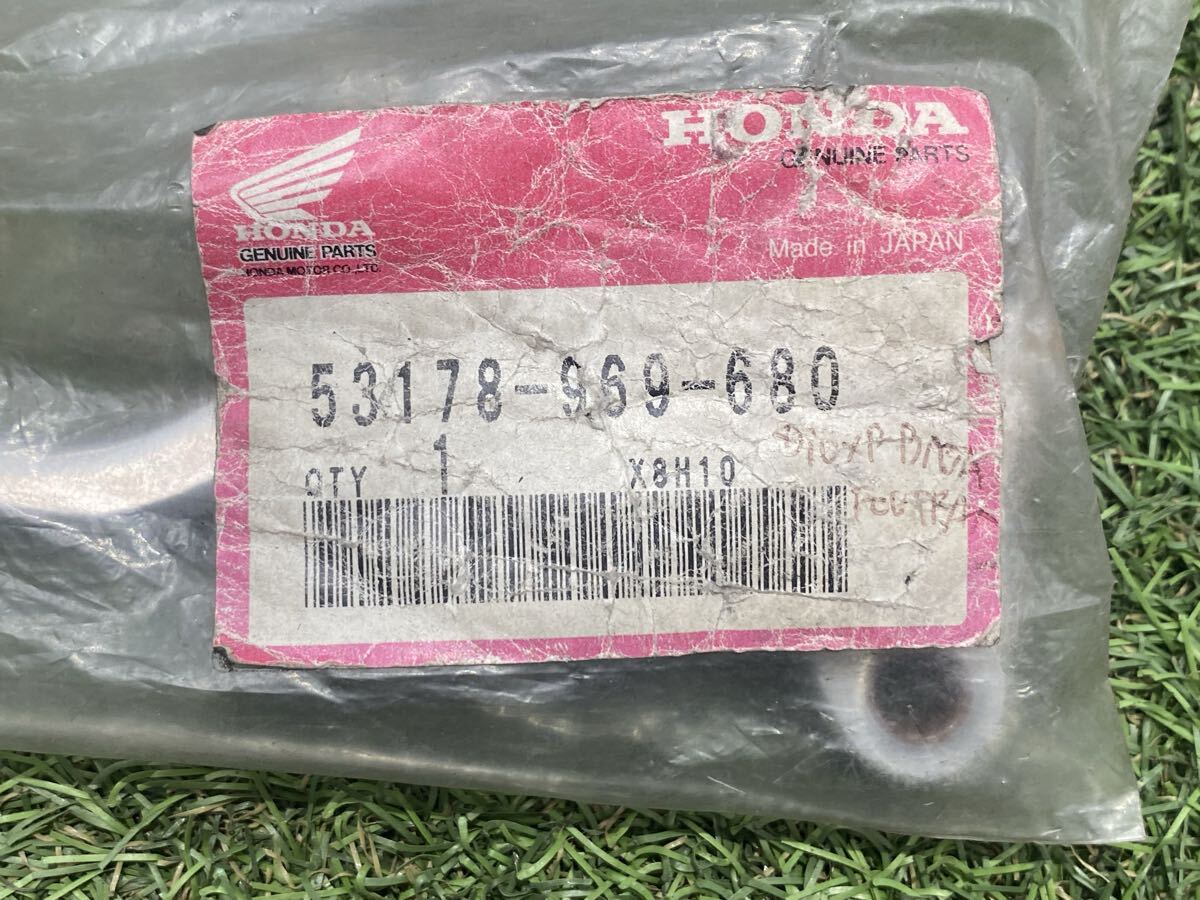 HONDA
GENUINE PARTS
Made in JAPAN
HONDA
GENUINE PARTS
HONDA MOTOR CO., LTD.
53178-969-680
QTY 1 X8H10